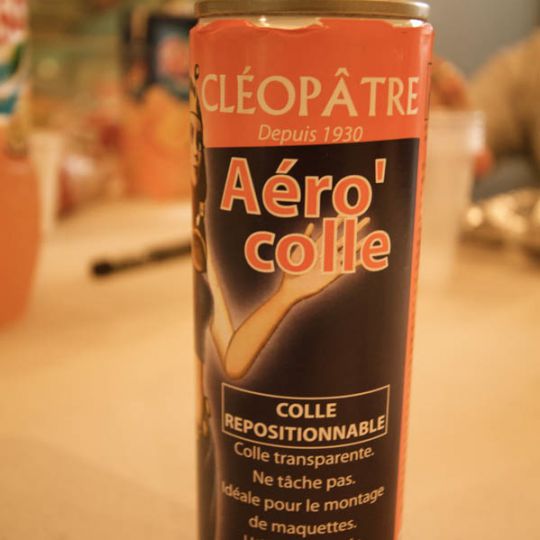 CLÉOPÂTRE
Depuis 1930
Aéro'
colle
COLLE
REPOSITIONNABLE
Colle transparente.
Ne tâche pas.
Idéale pour le montage
de maquettes.